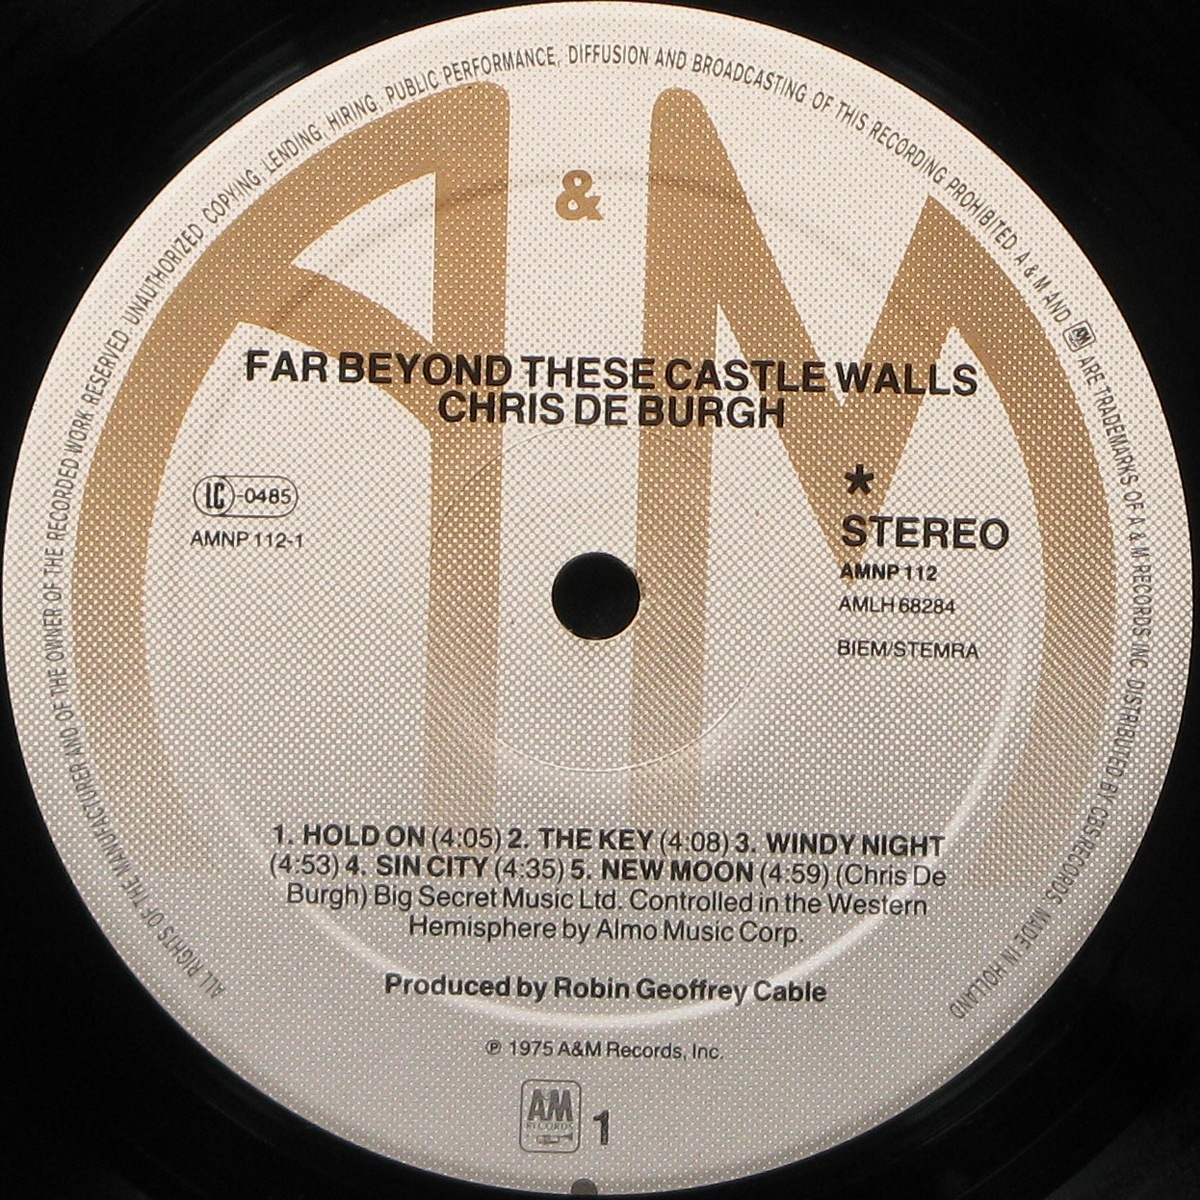 ALL RIGHTS OF THE MANUFACTURER AND OF THE OWNER OF THE RECORDED WORK RESERVED. UNAUTHORIZED COPYING, LENDING, HIRING, PUBLIC PERFORMANCE, DIFFUSION AND BROADCASTING OF THIS RECORDING PROHIBITED. A & M AND AM ARE TRADEMARKS OF A & M RECORDS INC. DISTRIBUTED BY CBS RECORDS. MADE IN HOLLAND
A & M
FAR BEYOND THESE CASTLE WALLS
CHRIS DE BURGH
LC-0485
AMNP 112-1
*
STEREO
AMNP 112
AMLH 68284
BIEM/STEMRA
1. HOLD ON (4:05) 2. THE KEY (4:08) 3. WINDY NIGHT
(4:53) 4. SIN CITY (4:35) 5. NEW MOON (4:59) (Chris De
Burgh) Big Secret Music Ltd. Controlled in the Western
Hemisphere by Almo Music Corp.
Produced by Robin Geoffrey Cable
℗ 1975 A&M Records, Inc.
AM
RECORDS
1